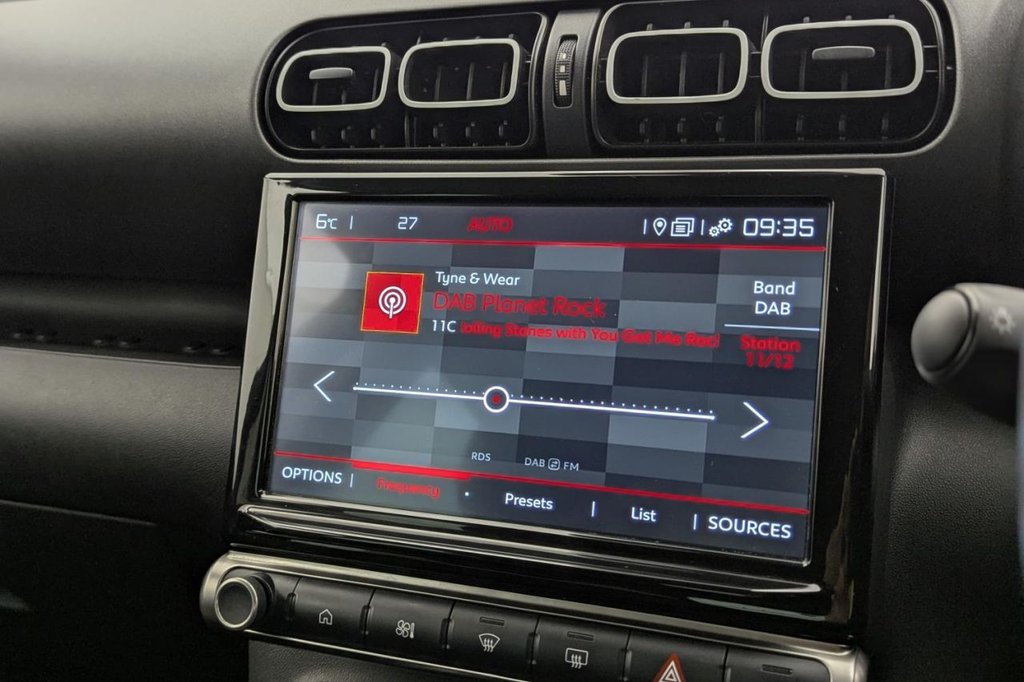 6°C | 27 AUTO | | 09:35
Tyne & Wear
DAB Planet Rock
11C olling Stones with You Got Me Roc
Band
DAB
Station
11/12
RDS DAB FM
OPTIONS | Frequency Presets | List | SOURCES